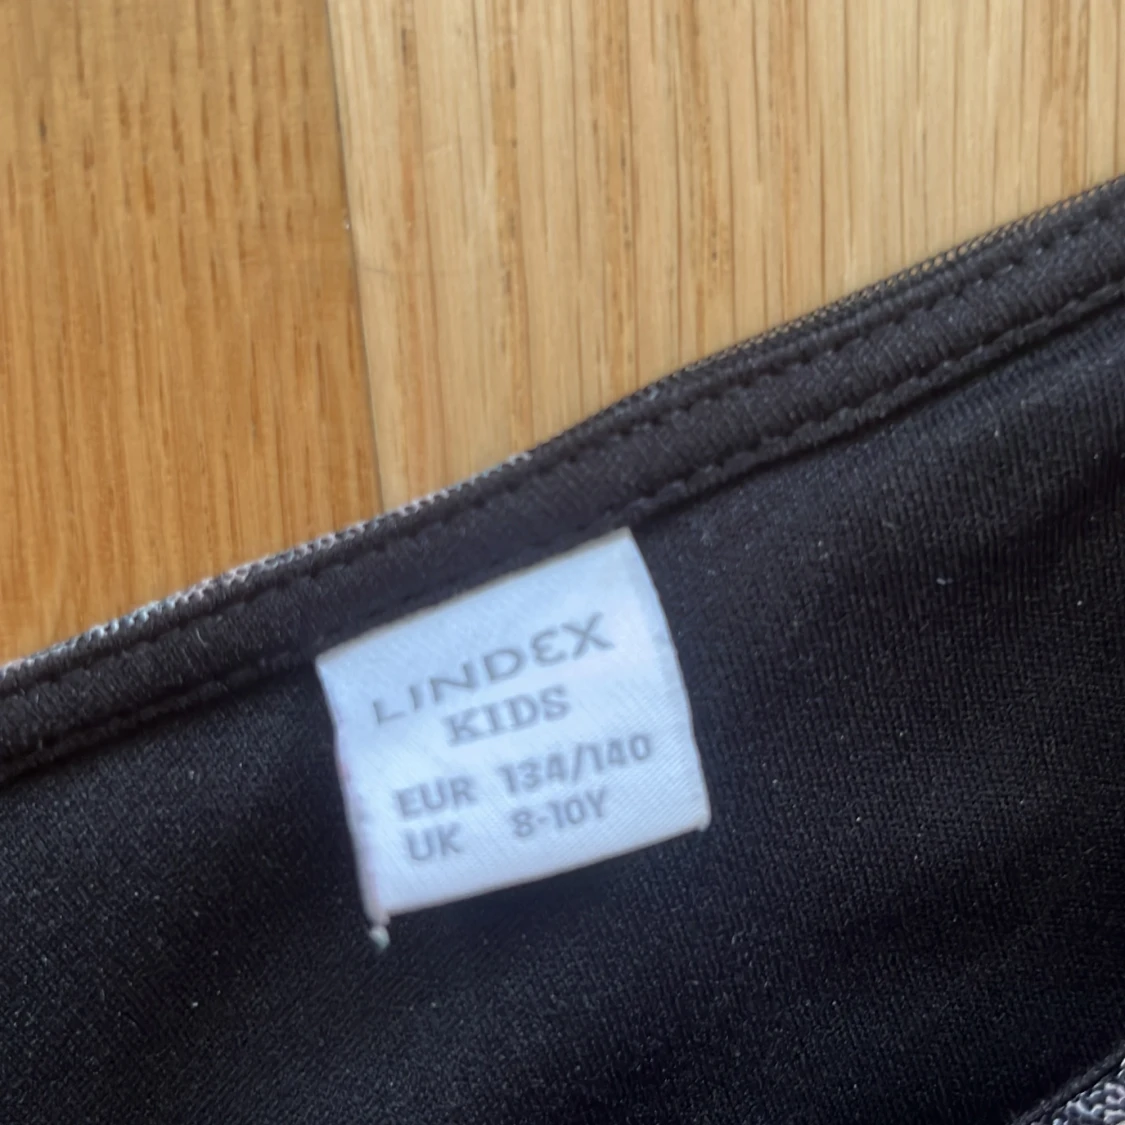 LINDEX
KIDS
EUR 134/140
UK 8-10Y